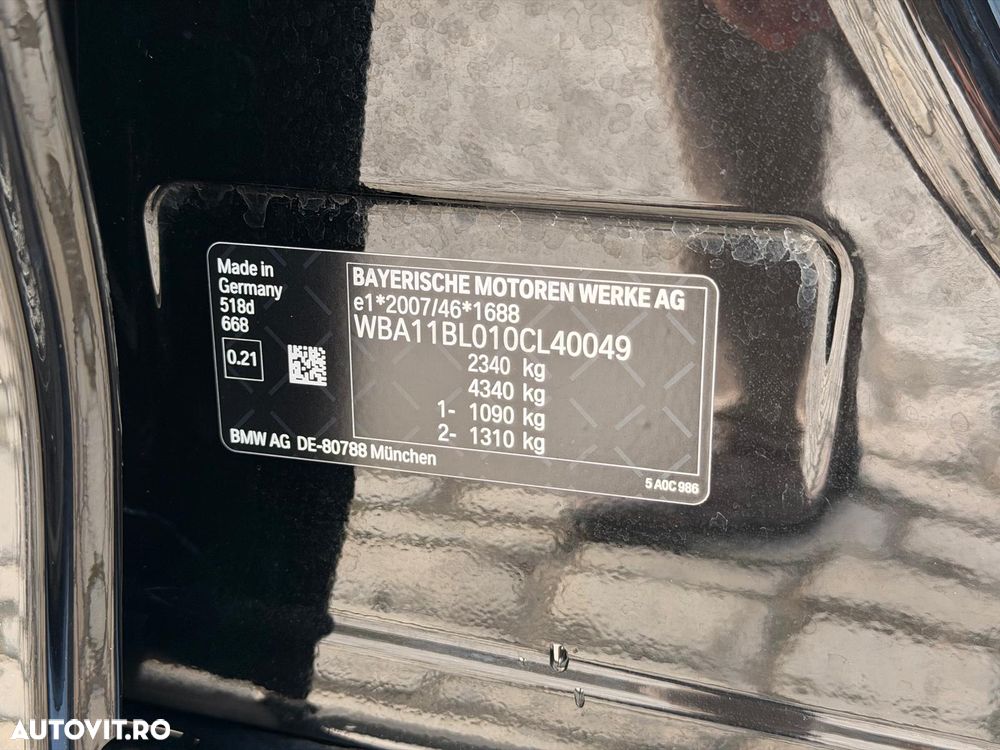 Made in
Germany
518d
668
0.21
BAYERISCHE MOTOREN WERKE AG
e1*2007/46*1688
WBA11BL010CL40049
2340 kg
4340 kg
1- 1090 kg
2- 1310 kg
BMW AG DE-80788 München
5 A0C 986
AUTOVIT.RO